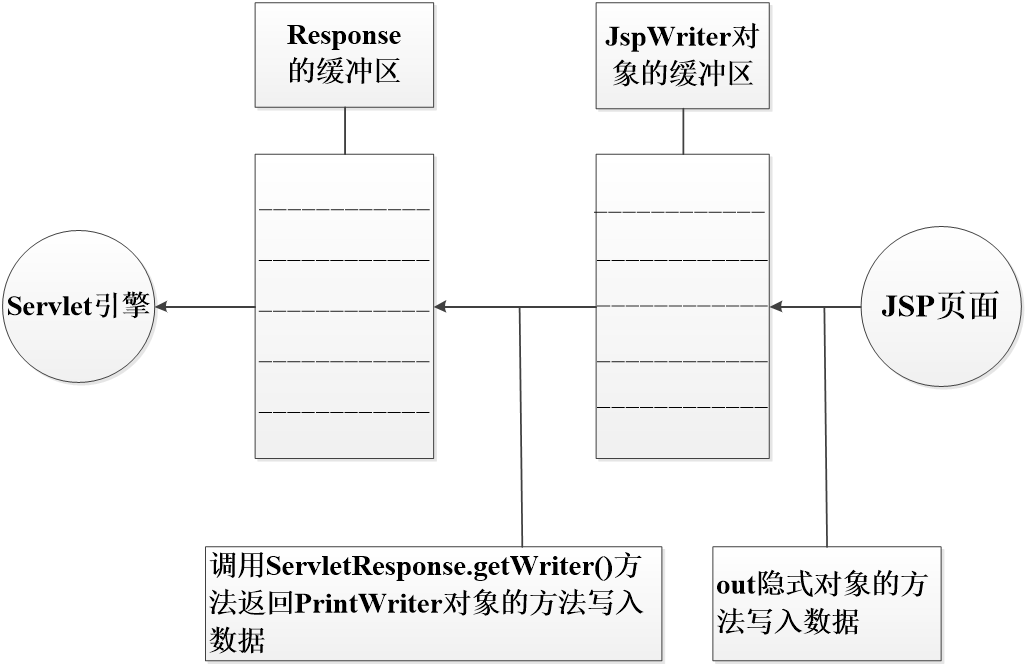 Response
的缓冲区
JspWriter对
象的缓冲区
Servlet引擎
JSP页面
调用ServletResponse.getWriter()方
法返回PrintWriter对象的方法写入
数据
out隐式对象的方
法写入数据